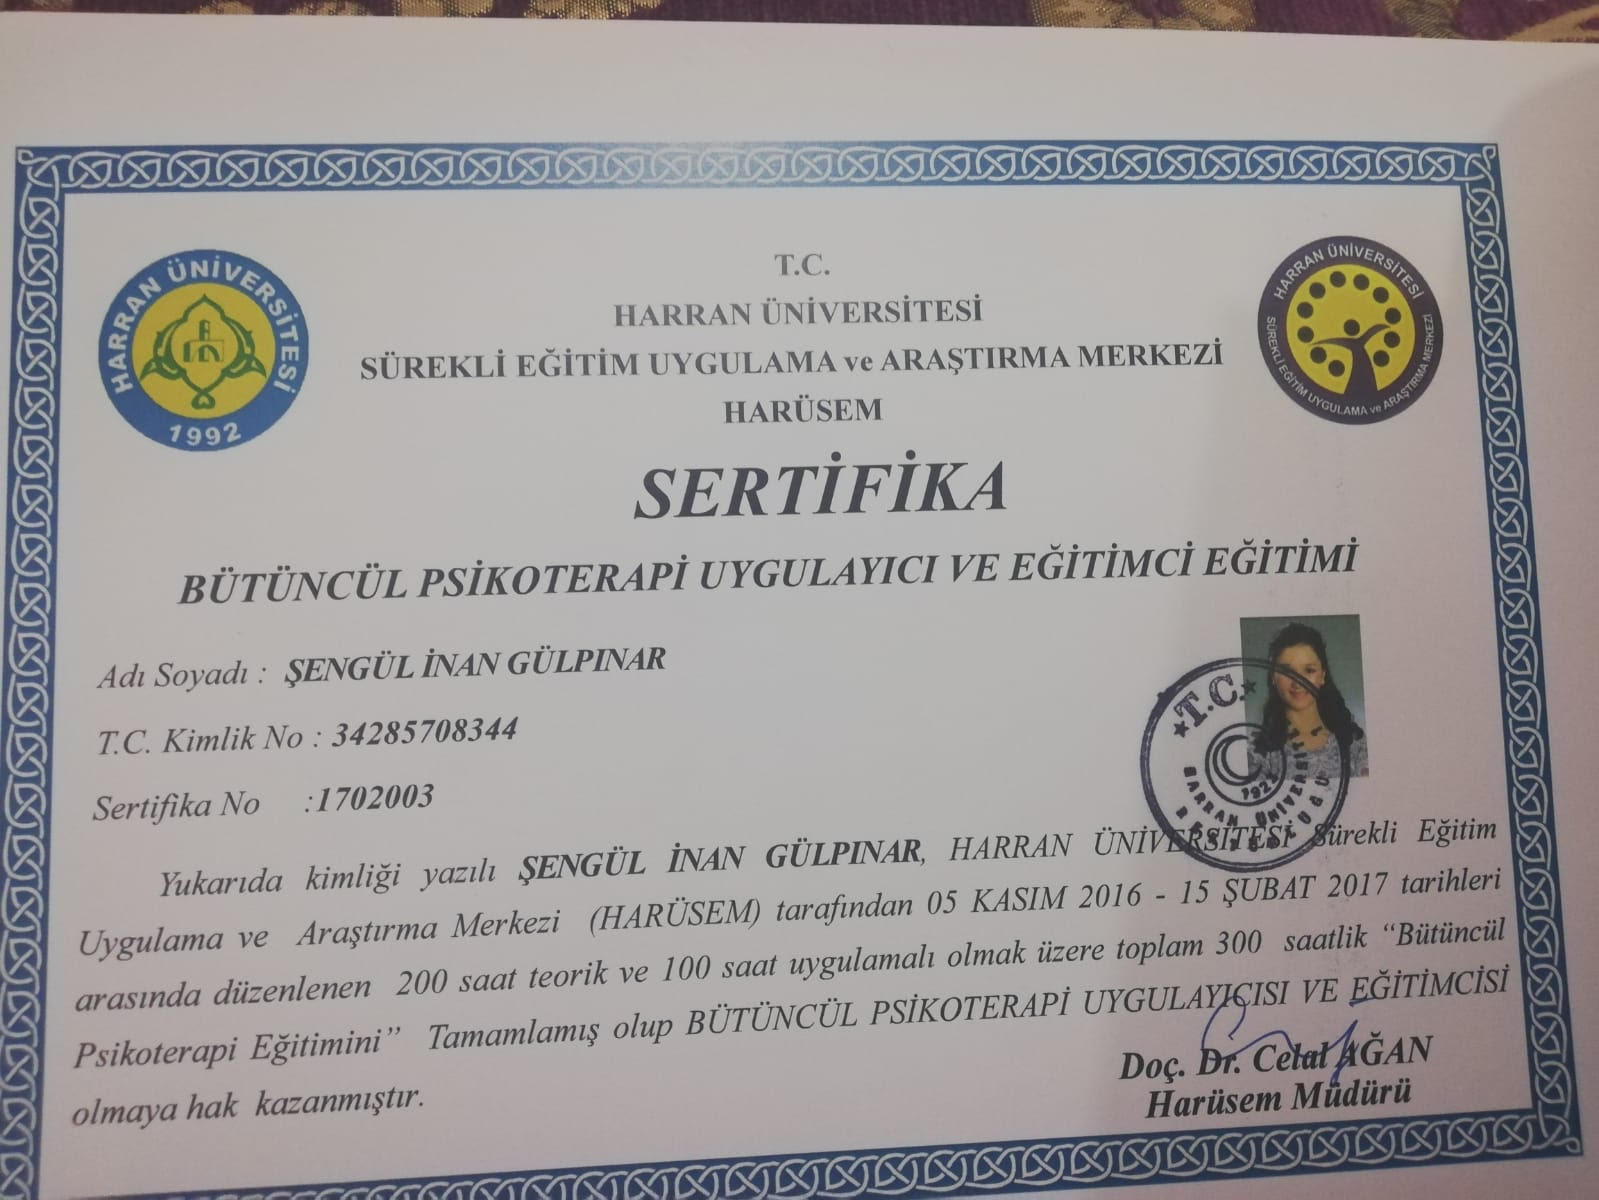 HARRAN ÜNİVERSİTESİ
1992
T.C.
HARRAN ÜNİVERSİTESİ
SÜREKLİ EĞİTİM UYGULAMA ve ARAŞTIRMA MERKEZİ
HARÜSEM
HARRAN ÜNİVERSİTESİ
SÜREKLİ EĞİTİM UYGULAMA ve ARAŞTIRMA MERKEZİ
SERTİFİKA
BÜTÜNCÜL PSİKOTERAPİ UYGULAYICI VE EĞİTİMCİ EĞİTİMİ
Adı Soyadı : ŞENGÜL İNAN GÜLPINAR
T.C. Kimlik No : 34285708344
Sertifika No :1702003
T.C.
HARRAN ÜNİVERSİTE
Yukarıda kimliği yazılı ŞENGÜL İNAN GÜLPINAR, HARRAN ÜNİVERSİTESİ Sürekli Eğitim
Uygulama ve Araştırma Merkezi (HARÜSEM) tarafından 05 KASIM 2016 - 15 ŞUBAT 2017 tarihleri
arasında düzenlenen 200 saat teorik ve 100 saat uygulamalı olmak üzere toplam 300 saatlik “Bütüncül
Psikoterapi Eğitimini” Tamamlamış olup BÜTÜNCÜL PSİKOTERAPİ UYGULAYICISI VE EĞİTİMCİSİ
olmaya hak kazanmıştır.
Doç. Dr. Celal AĞAN
Harüsem Müdürü